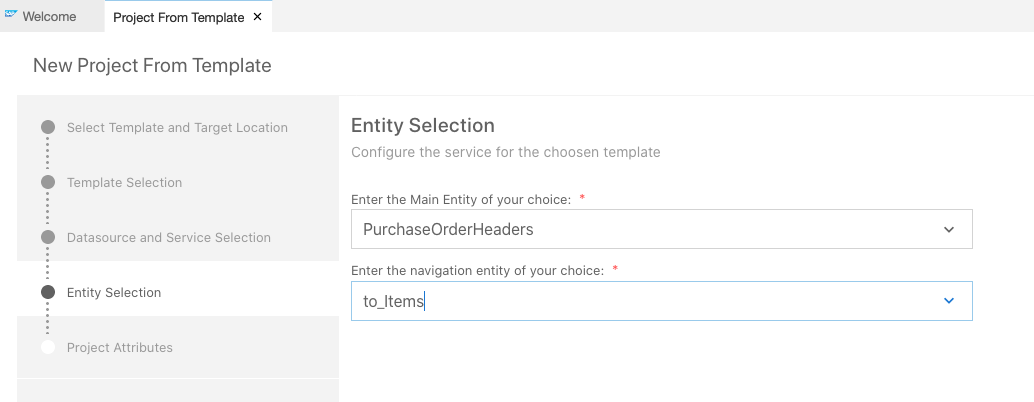 SAP Welcome
Project From Template ×
New Project From Template
Select Template and Target Location
Template Selection
Datasource and Service Selection
Entity Selection
Project Attributes
Entity Selection
Configure the service for the choosen template
Enter the Main Entity of your choice: *
PurchaseOrderHeaders
Enter the navigation entity of your choice: *
to_Items